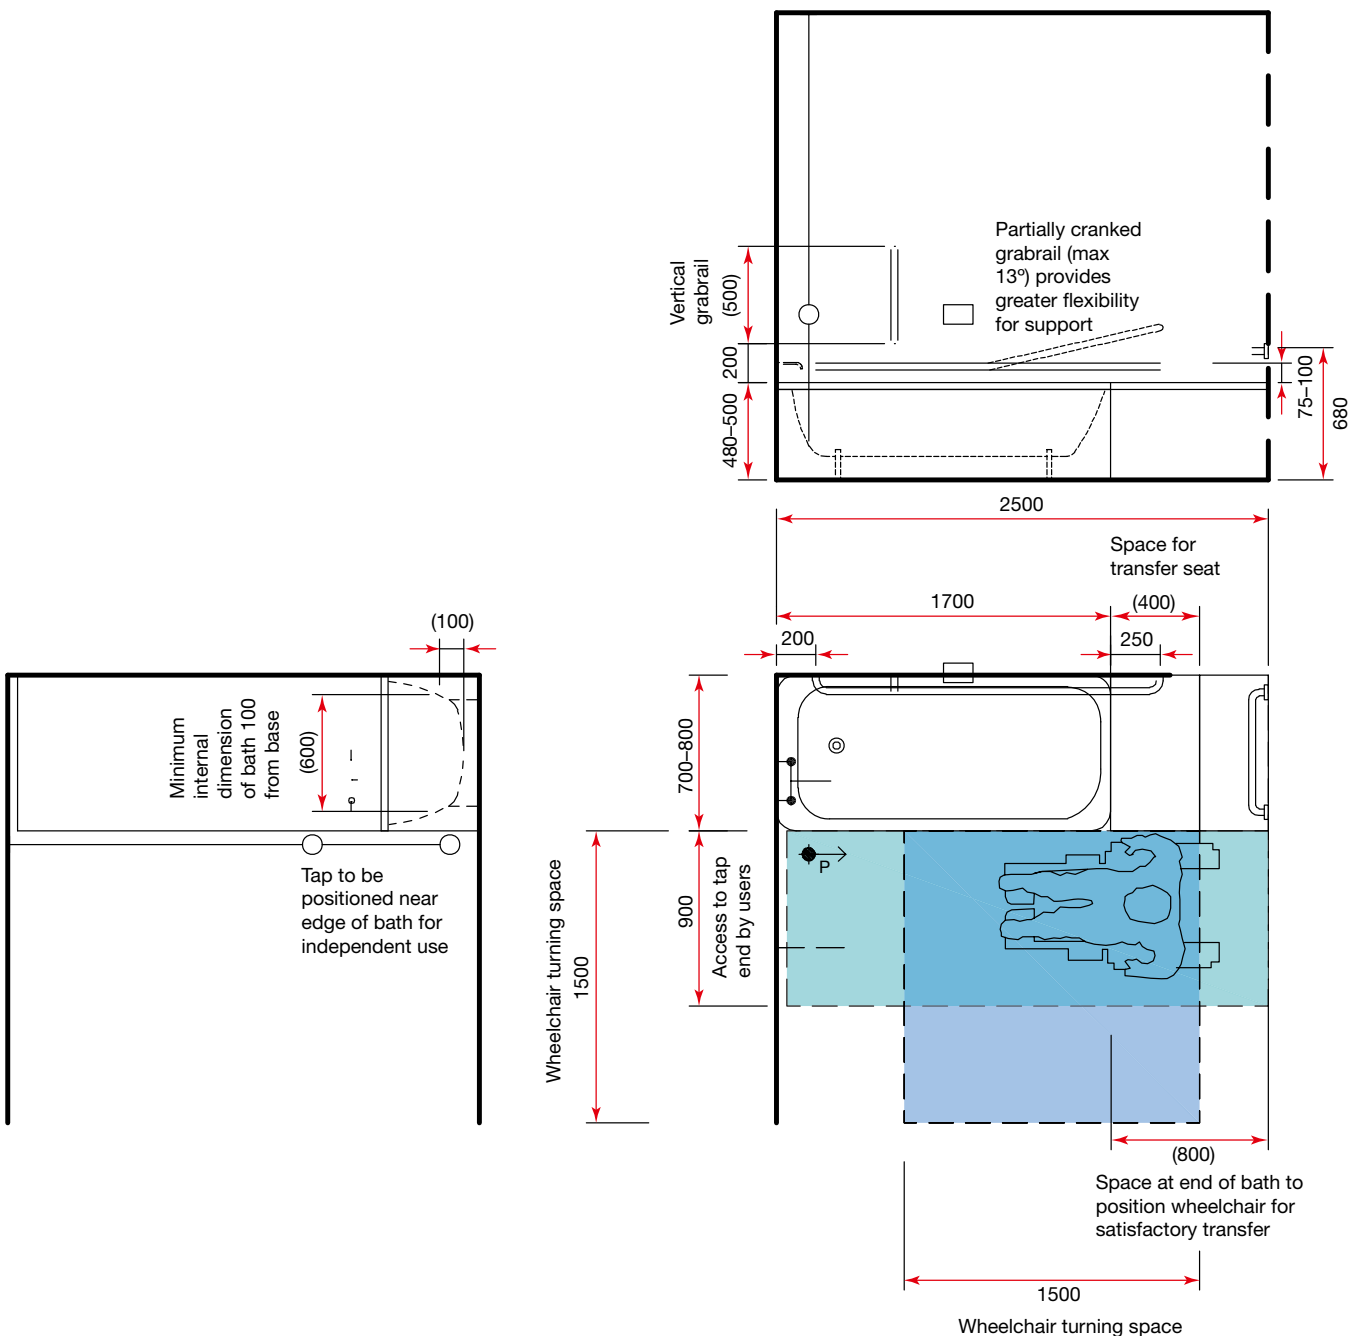 Partially cranked
grabrail (max
13º) provides
greater flexibility
for support
Vertical
grabrail
(500)
200
480–500
75–100
680
2500
Space for
transfer seat
1700
(400)
200
250
(100)
Minimum
internal
dimension
of bath 100
from base
(600)
Tap to be
positioned near
edge of bath for
independent use
700–800
900
Access to tap
end by users
P
Wheelchair turning space
1500
(800)
Space at end of bath to
position wheelchair for
satisfactory transfer
1500
Wheelchair turning space